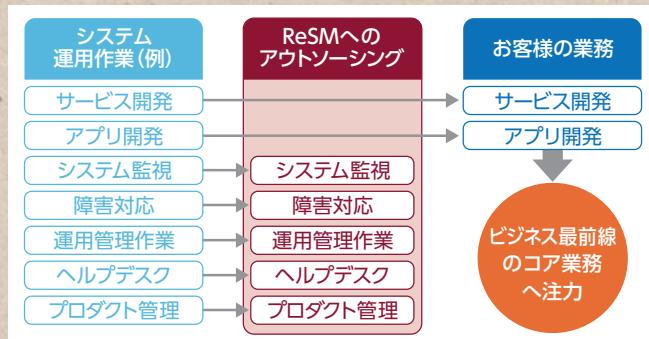 システム
運用作業(例)
サービス開発
アプリ開発
システム監視
障害対応
運用管理作業
ヘルプデスク
プロダクト管理
ReSMへの
アウトソーシング
システム監視
障害対応
運用管理作業
ヘルプデスク
プロダクト管理
お客様の業務
サービス開発
アプリ開発
ビジネス最前線
のコア業務
へ注力